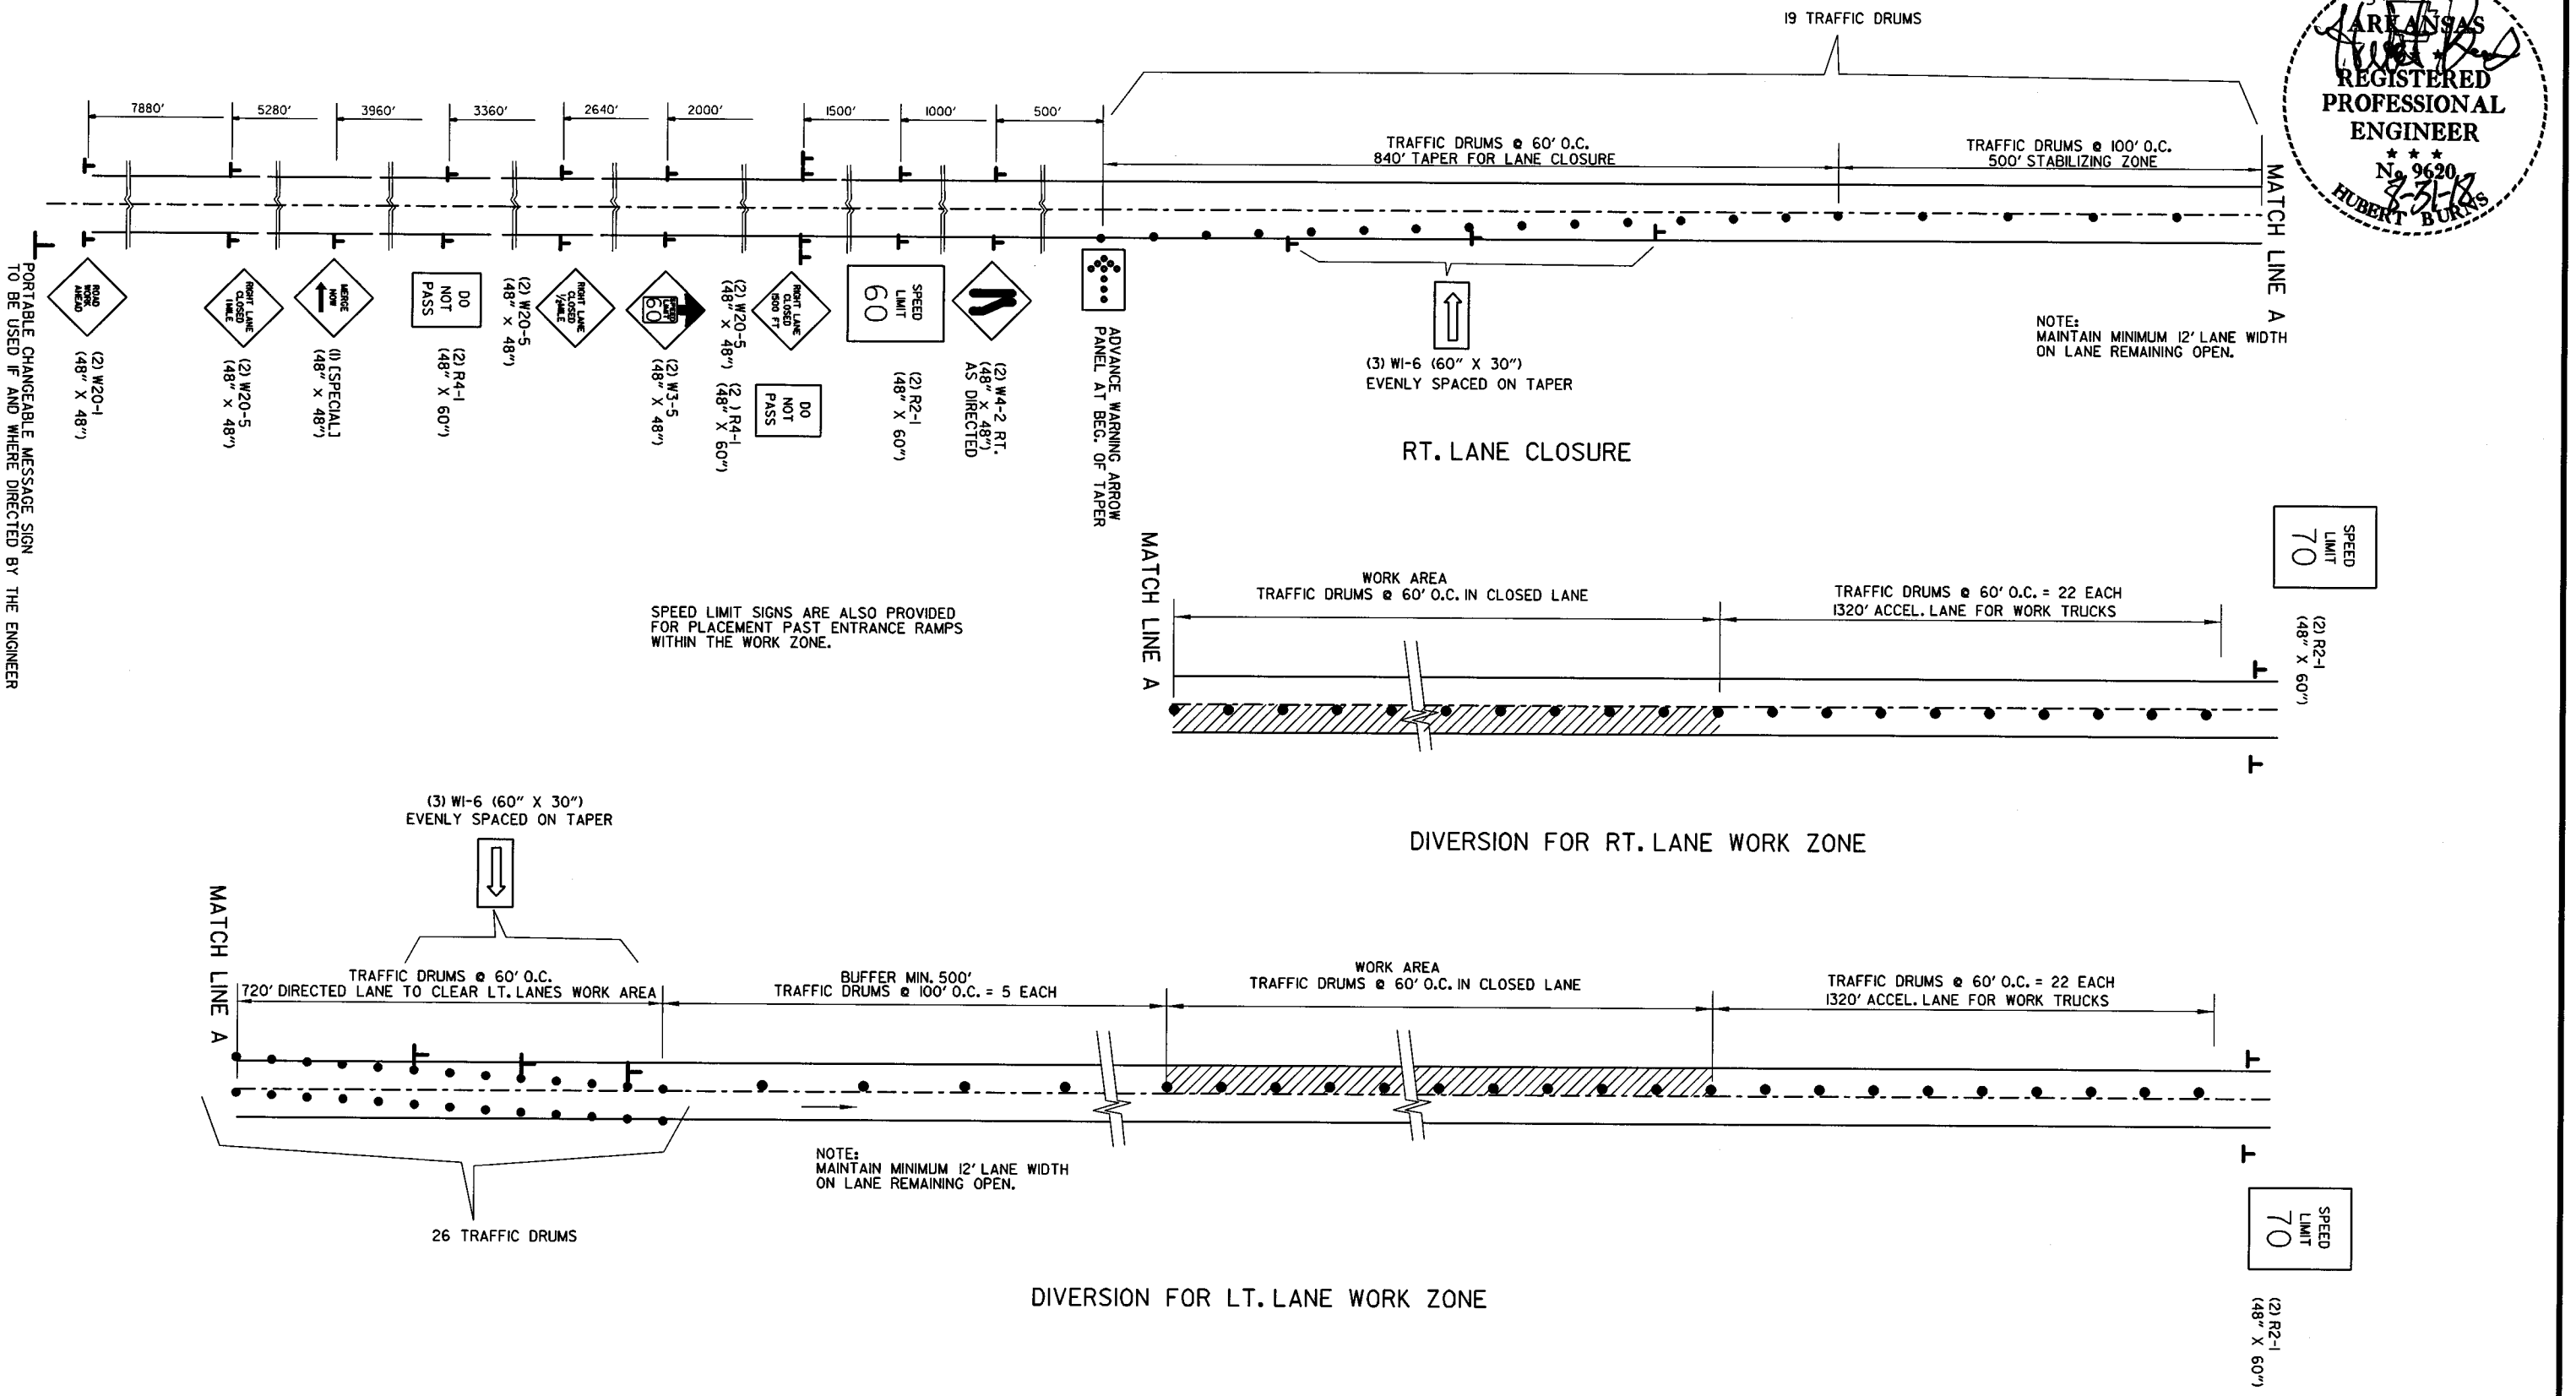 19 TRAFFIC DRUMS
ARKANSAS
★ ★ ★
REGISTERED
PROFESSIONAL
ENGINEER
★ ★ ★
No. 9620
8-31-18
HUBERT BURNS
7880'
5280'
3960'
3360'
2640'
2000'
1500'
1000'
500'
TRAFFIC DRUMS @ 60' O.C.
840' TAPER FOR LANE CLOSURE
TRAFFIC DRUMS @ 100' O.C.
500' STABILIZING ZONE
MATCH LINE A
PORTABLE CHANGEABLE MESSAGE SIGN
TO BE USED IF AND WHERE DIRECTED BY THE ENGINEER
ROAD
WORK
AHEAD
(2) W20-1
(48" X 48")
RIGHT LANE
CLOSED
1 MILE
(2) W20-5
(48" X 48")
MERGE
NOW
(1) [SPECIAL]
(48" X 48")
DO
NOT
PASS
(2) R4-1
(48" X 60")
(2) W20-5
(48" X 48")
RIGHT LANE
CLOSED
1/2 MILE
SPEED
LIMIT
60
(2) W3-5
(48" X 48")
(2) W20-5
(48" X 48")
RIGHT LANE
CLOSED
1500 FT
(2 ) R4-1
(48" X 60")
DO
NOT
PASS
SPEED
LIMIT
60
(2) R2-1
(48" X 60")
(2) W4-2 RT.
(48" X 48")
AS DIRECTED
ADVANCE WARNING ARROW
PANEL AT BEG. OF TAPER
(3) W1-6 (60" X 30")
EVENLY SPACED ON TAPER
NOTE:
MAINTAIN MINIMUM 12' LANE WIDTH
ON LANE REMAINING OPEN.
RT. LANE CLOSURE
SPEED LIMIT SIGNS ARE ALSO PROVIDED
FOR PLACEMENT PAST ENTRANCE RAMPS
WITHIN THE WORK ZONE.
MATCH LINE A
WORK AREA
TRAFFIC DRUMS @ 60' O.C. IN CLOSED LANE
TRAFFIC DRUMS @ 60' O.C. = 22 EACH
1320' ACCEL. LANE FOR WORK TRUCKS
SPEED
LIMIT
70
(2) R2-1
(48" X 60")
DIVERSION FOR RT. LANE WORK ZONE
(3) W1-6 (60" X 30")
EVENLY SPACED ON TAPER
MATCH LINE A
TRAFFIC DRUMS @ 60' O.C.
720' DIRECTED LANE TO CLEAR LT. LANES WORK AREA
BUFFER MIN. 500'
TRAFFIC DRUMS @ 100' O.C. = 5 EACH
WORK AREA
TRAFFIC DRUMS @ 60' O.C. IN CLOSED LANE
TRAFFIC DRUMS @ 60' O.C. = 22 EACH
1320' ACCEL. LANE FOR WORK TRUCKS
NOTE:
MAINTAIN MINIMUM 12' LANE WIDTH
ON LANE REMAINING OPEN.
26 TRAFFIC DRUMS
SPEED
LIMIT
70
(2) R2-1
(48" X 60")
DIVERSION FOR LT. LANE WORK ZONE